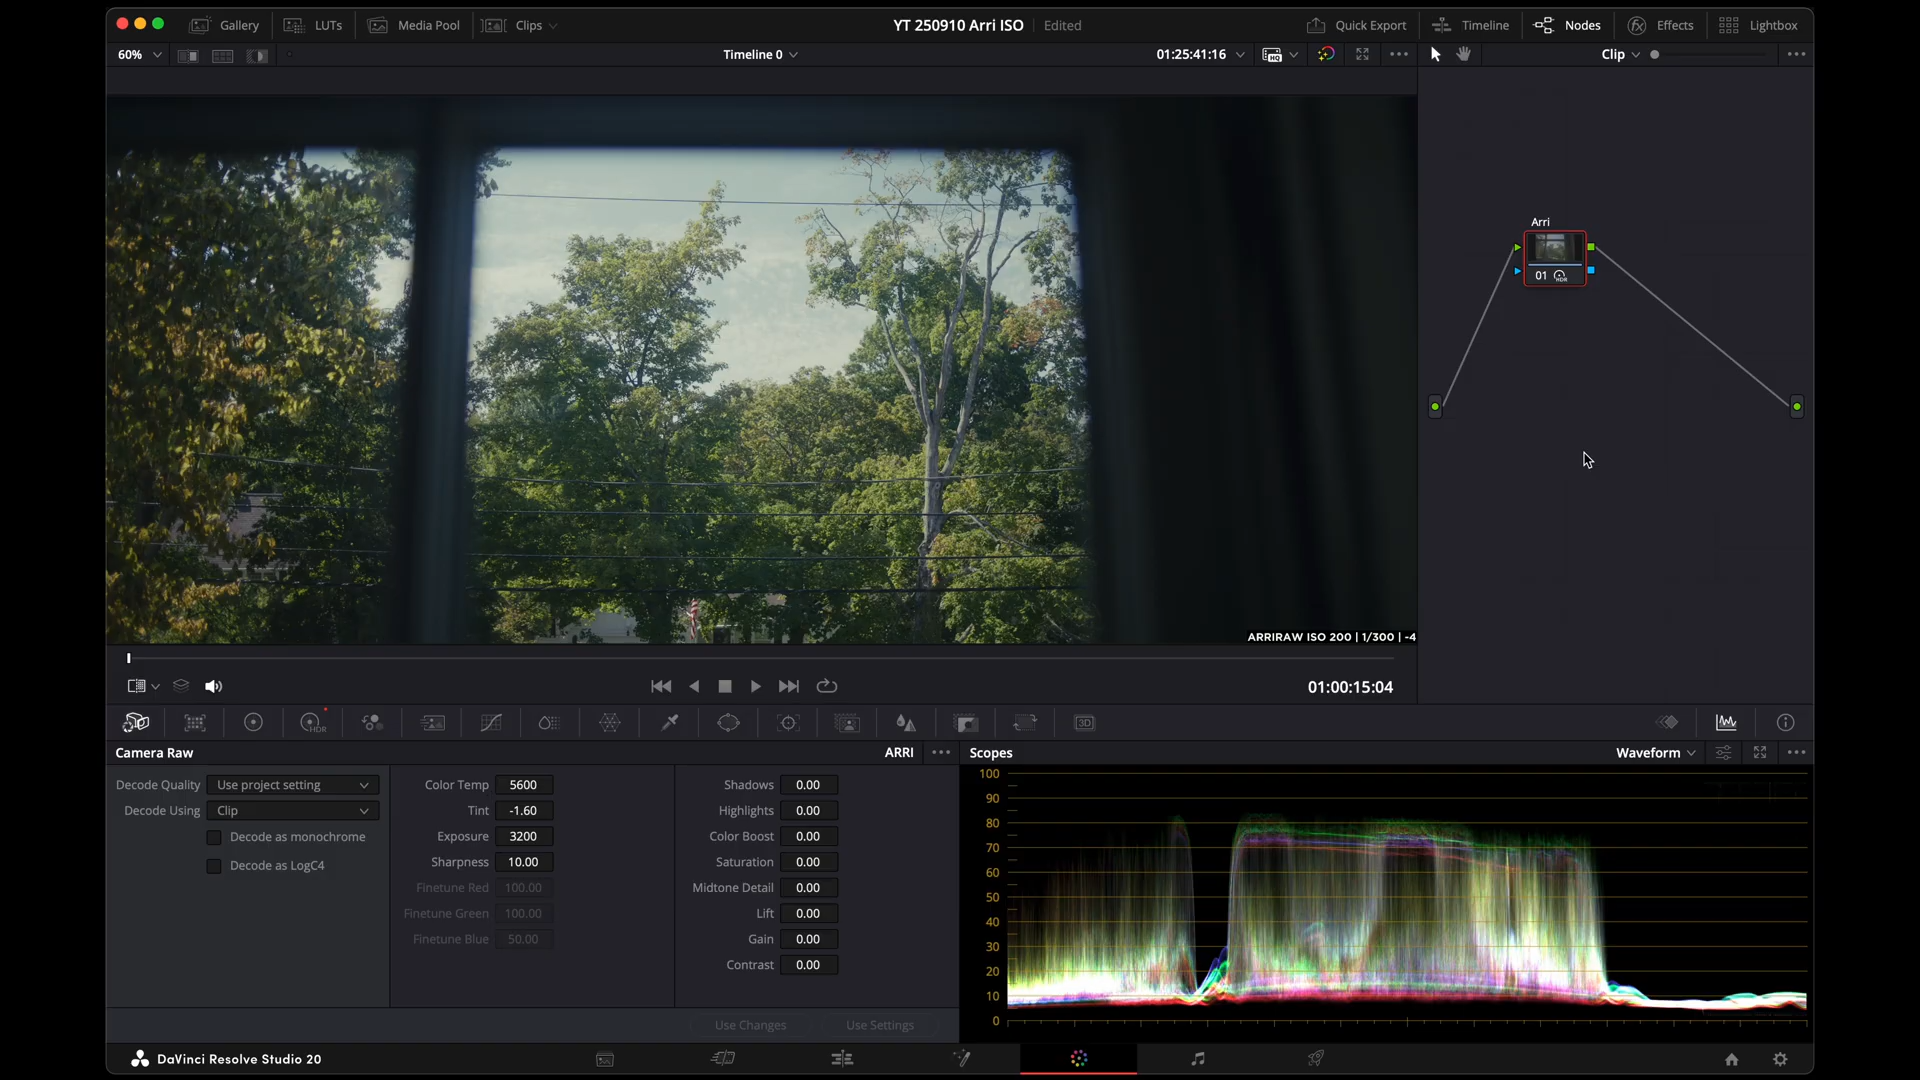 Gallery LUTs Media Pool Clips YT 250910 Arri ISO Edited Quick Export Timeline Nodes Effects Lightbox
60% Timeline 0 01:25:41:16 HQ Clip
Arri
01 HDR
ARRIRAW ISO 200 | 1/300 | -4
01:00:15:04
HDR 3D
Camera Raw ARRI Scopes Waveform
Decode Quality Use project setting Color Temp 5600 Shadows 0.00
Decode Using Clip Tint -1.60 Highlights 0.00
Decode as monochrome Exposure 3200 Color Boost 0.00
Decode as LogC4 Sharpness 10.00 Saturation 0.00
Finetune Red 100.00 Midtone Detail 0.00
Finetune Green 100.00 Lift 0.00
Finetune Blue 50.00 Gain 0.00
Contrast 0.00
100
90
80
70
60
50
40
30
20
10
0
Use Changes Use Settings
DaVinci Resolve Studio 20